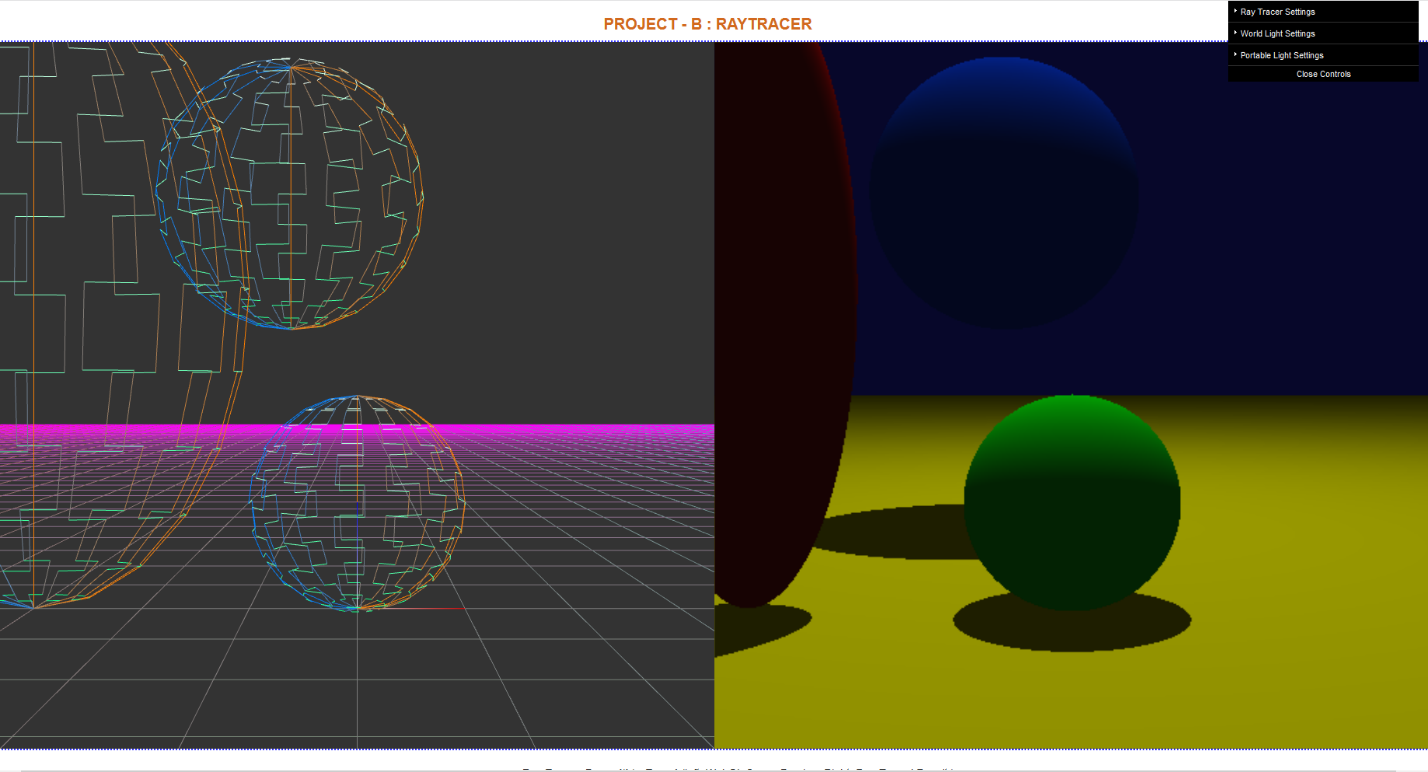 PROJECT - B : RAYTRACER
Ray Tracer Settings
World Light Settings
Portable Light Settings
Close Controls